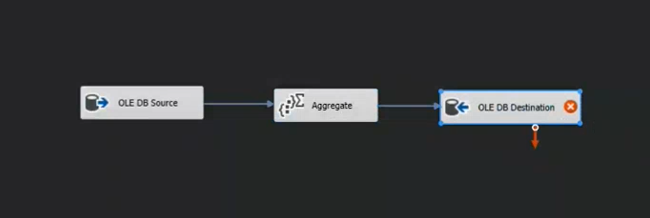 OLE DB Source
Aggregate
OLE DB Destination